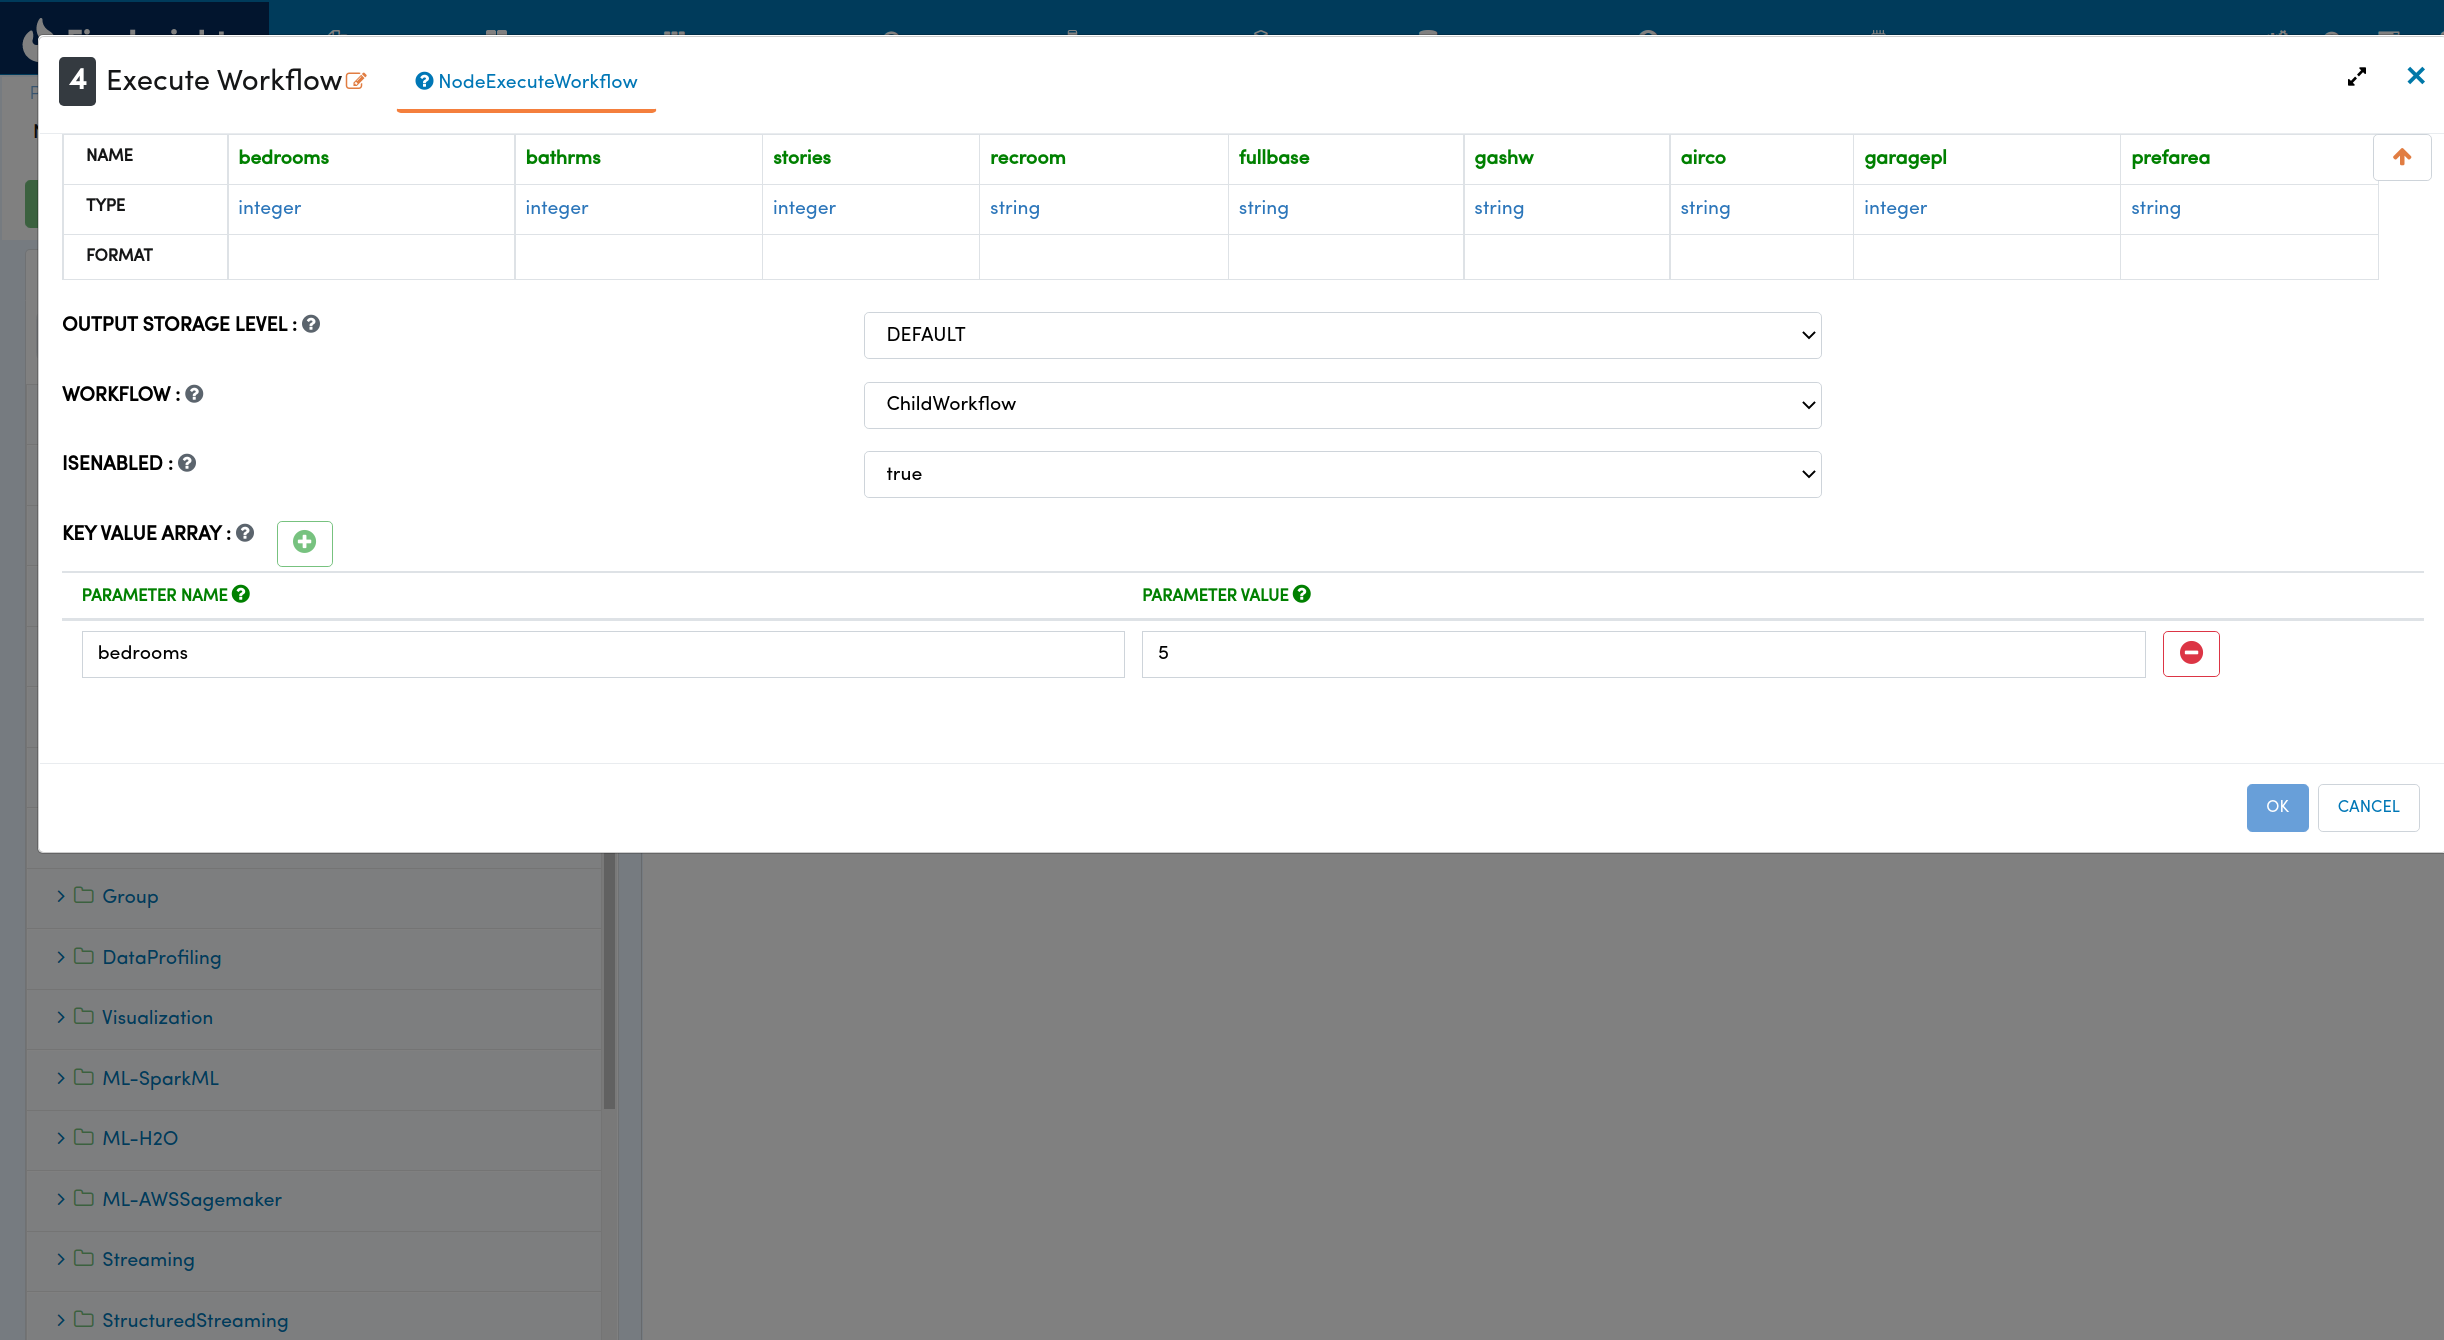 4 Execute Workflow NodeExecuteWorkflow
NAME bedrooms bathrms stories recroom fullbase gashw airco garagepl prefarea
TYPE integer integer integer string string string string integer string
FORMAT
OUTPUT STORAGE LEVEL : DEFAULT
WORKFLOW : ChildWorkflow
ISENABLED : true
KEY VALUE ARRAY :
PARAMETER NAME PARAMETER VALUE
bedrooms 5
OK CANCEL
Group
DataProfiling
Visualization
ML-SparkML
ML-H2O
ML-AWSSagemaker
Streaming
StructuredStreaming